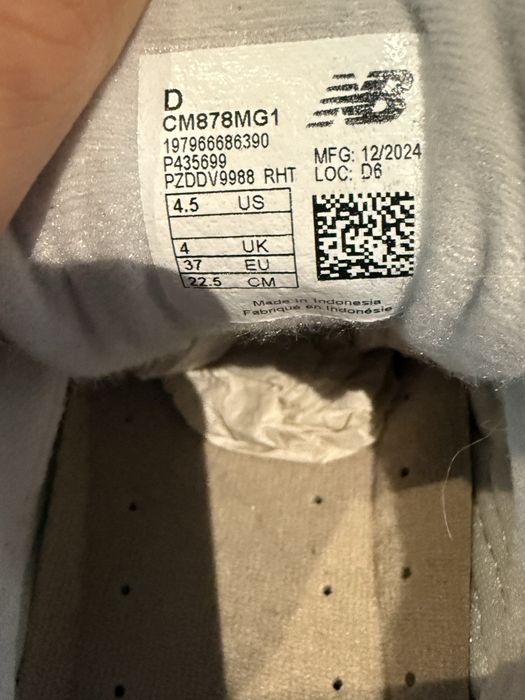 D
CM878MG1
197966686390
P435699
PZDDV9988 RHT
NB
MFG: 12/2024
LOC: D6
4.5 US
4 UK
37 EU
22.5 CM
Made in Indonesia
Fabriqué en Indonésie